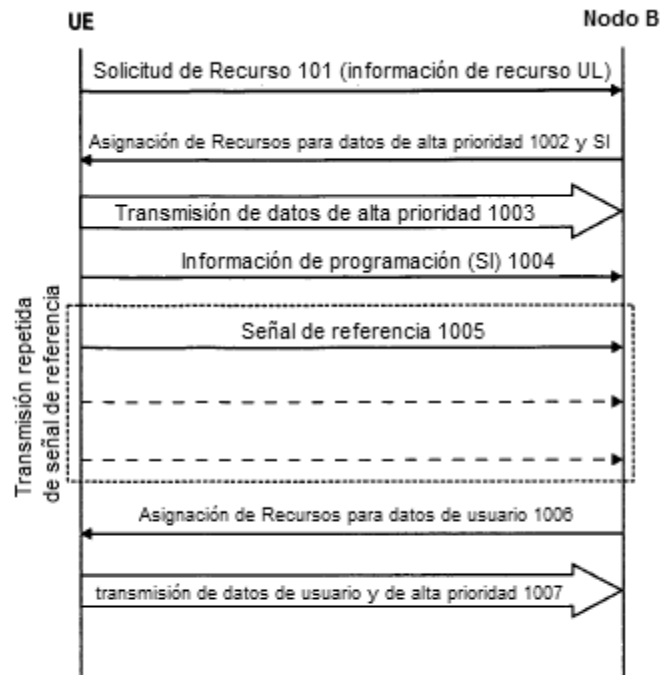 UE
Nodo B
Solicitud de Recurso 101 (información de recurso UL)
Asignación de Recursos para datos de alta prioridad 1002 y SI
Transmisión de datos de alta prioridad 1003
Información de programación (SI) 1004
Transmisión repetida
de señal de referencia
Señal de referencia 1005
Asignación de Recursos para datos de usuario 1006
transmisión de datos de usuario y de alta prioridad 1007